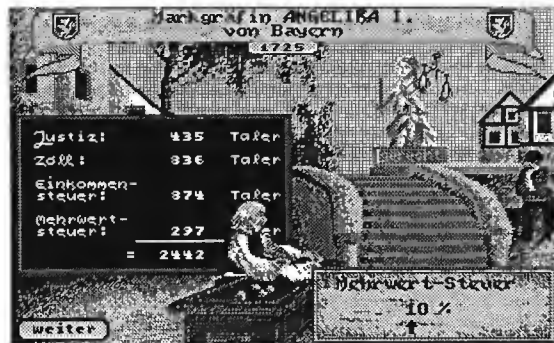 Markgräfin ANGELIKA I.
von Bayern
1725
Justiz: 435 Taler
Zoll: 836 Taler
Einkommen-
steuer: 874 Taler
Mehrwert-
steuer: 297 er
= 2442
Mehrwert-Steuer
10 %
weiter